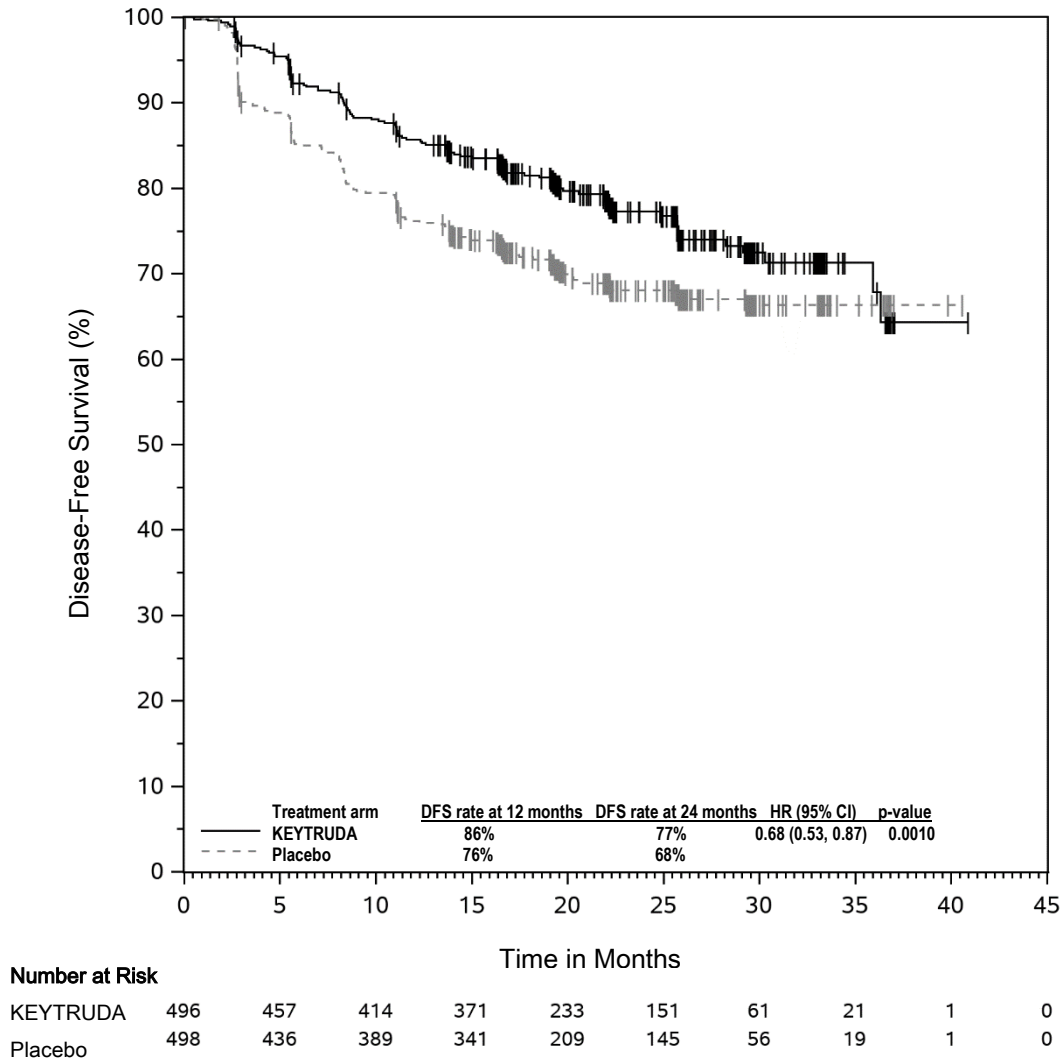 100
90
80
70
60
50
40
30
20
10
0
Disease-Free Survival (%)
Treatment arm DFS rate at 12 months DFS rate at 24 months HR (95% CI) p-value
KEYTRUDA 86% 77% 0.68 (0.53, 0.87) 0.0010
Placebo 76% 68%
0 5 10 15 20 25 30 35 40 45
Time in Months
Number at Risk
KEYTRUDA 496 457 414 371 233 151 61 21 1 0
Placebo 498 436 389 341 209 145 56 19 1 0